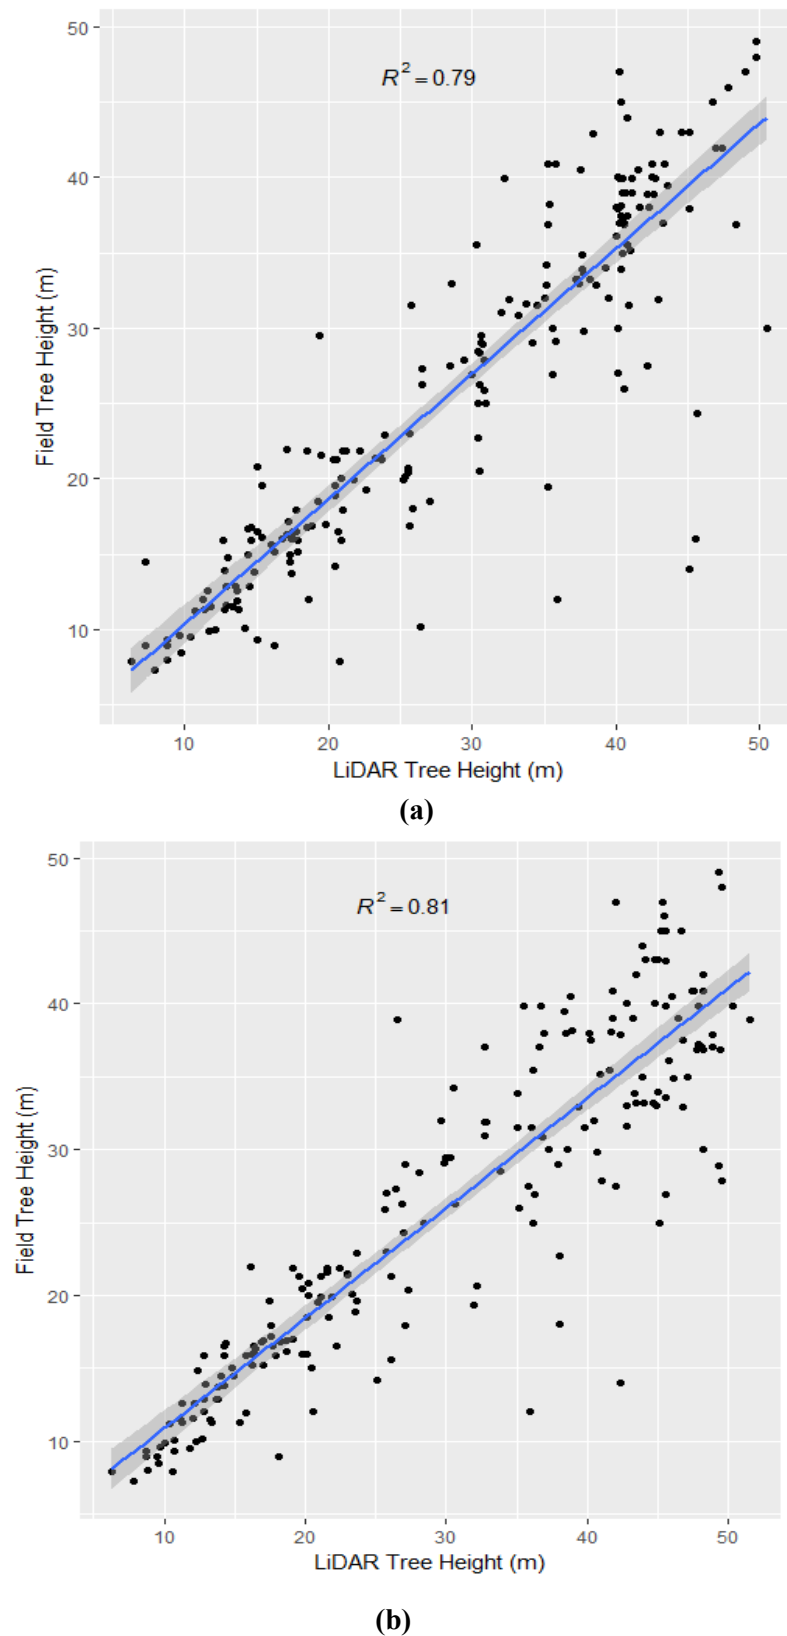 50
R² = 0.79
40
30
20
10
Field Tree Height (m)
10 20 30 40 50
LiDAR Tree Height (m)
(a)
50
R² = 0.81
40
30
20
10
Field Tree Height (m)
10 20 30 40 50
LiDAR Tree Height (m)
(b)